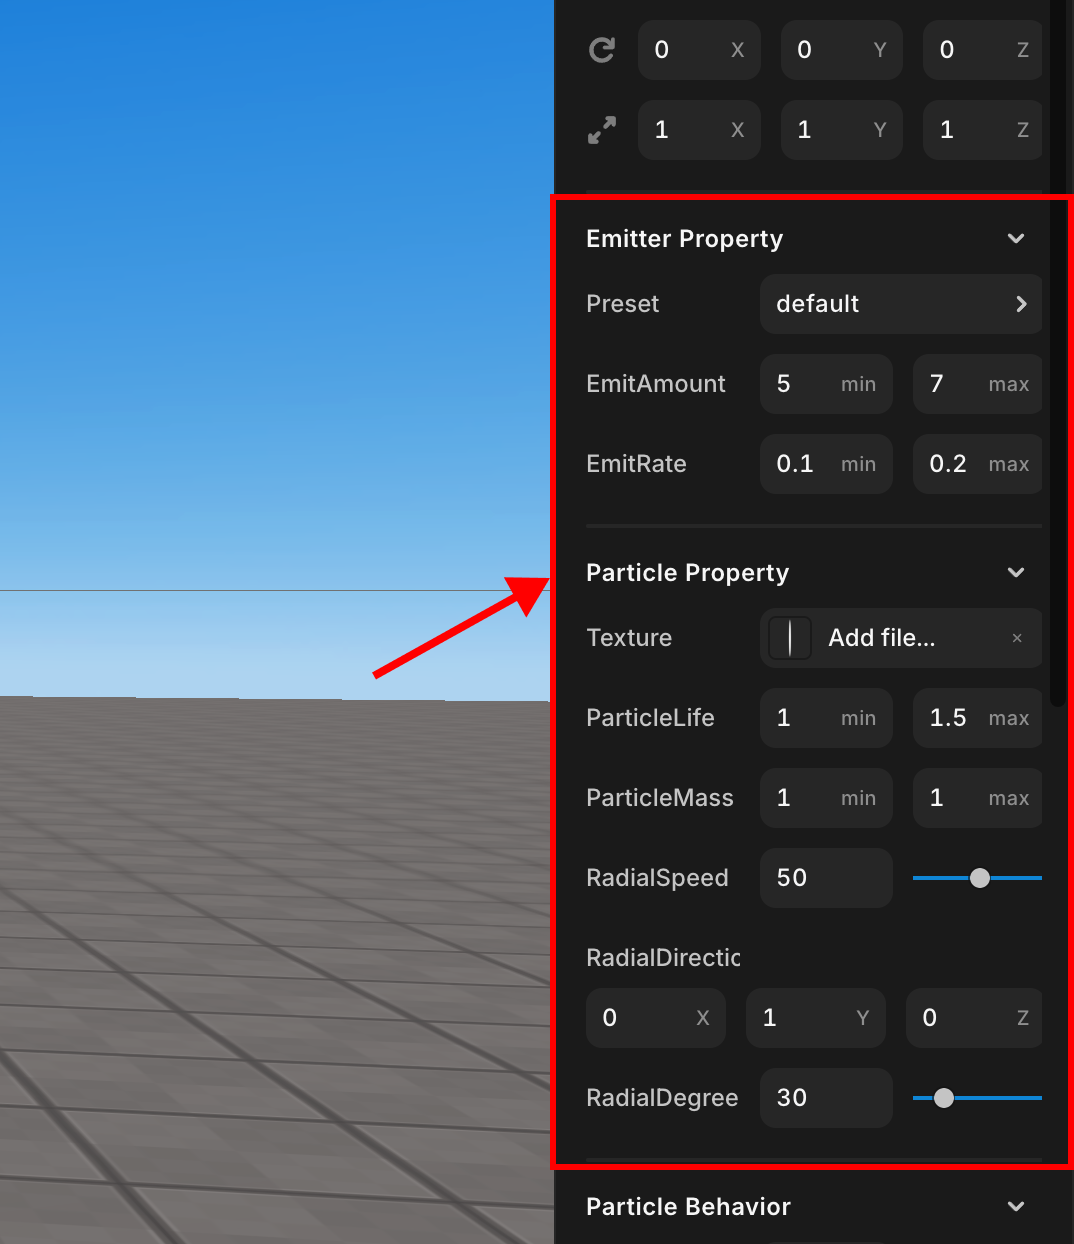 0 X 0 Y 0 Z
1 X 1 Y 1 Z
Emitter Property
Preset default
EmitAmount 5 min 7 max
EmitRate 0.1 min 0.2 max
Particle Property
Texture Add file...
ParticleLife 1 min 1.5 max
ParticleMass 1 min 1 max
RadialSpeed 50
RadialDirectic
0 X 1 Y 0 Z
RadialDegree 30
Particle Behavior